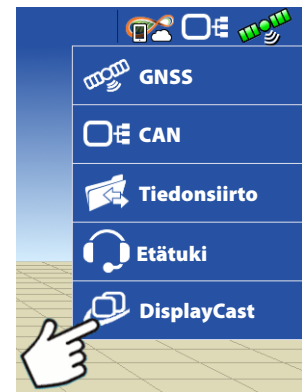 GNSS
CAN
Tiedonsiirto
Etätuki
DisplayCast